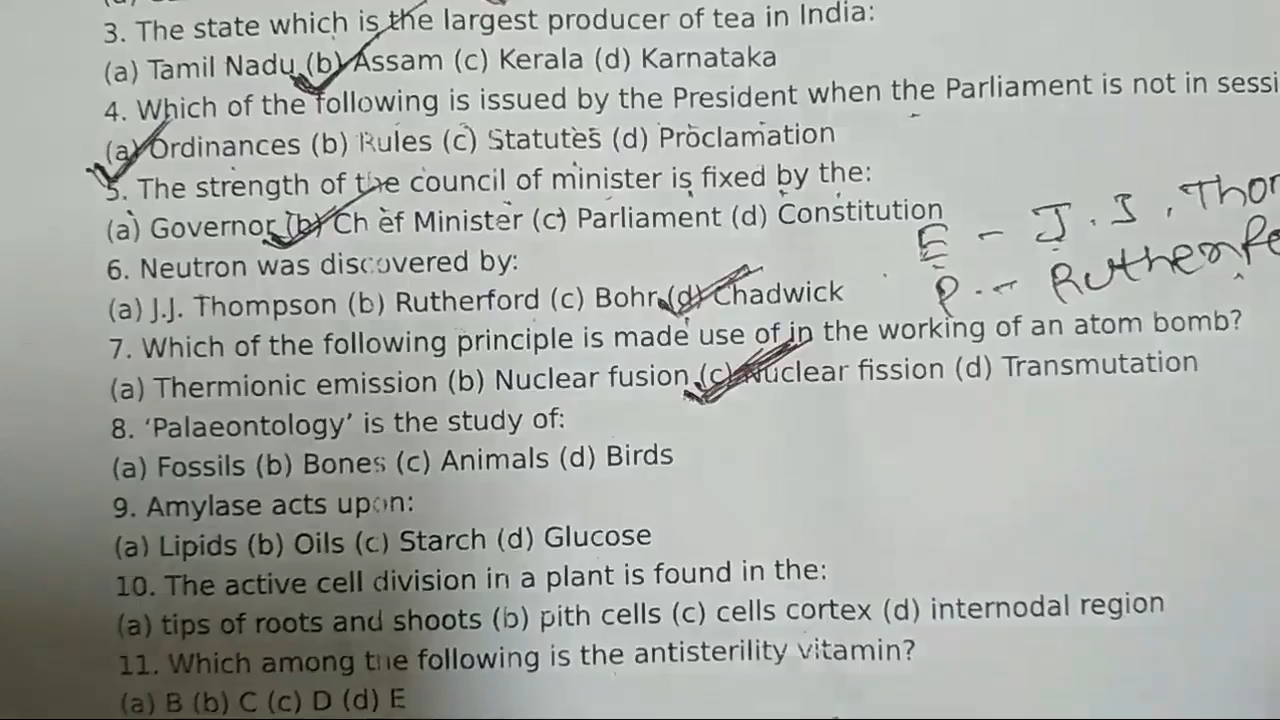 3. The state which is the largest producer of tea in India:
(a) Tamil Nadu (b) Assam (c) Kerala (d) Karnataka
4. Which of the following is issued by the President when the Parliament is not in sessi
(a) Ordinances (b) Rules (c) Statutes (d) Proclamation
5. The strength of the council of minister is fixed by the:
(a) Governor (b) Chief Minister (c) Parliament (d) Constitution
E - J.J. Thom
6. Neutron was discovered by:
P. - Rutherfo
(a) J.J. Thompson (b) Rutherford (c) Bohr (d) Chadwick
7. Which of the following principle is made use of in the working of an atom bomb?
(a) Thermionic emission (b) Nuclear fusion (c) Nuclear fission (d) Transmutation
8. ‘Palaeontology’ is the study of:
(a) Fossils (b) Bones (c) Animals (d) Birds
9. Amylase acts upon:
(a) Lipids (b) Oils (c) Starch (d) Glucose
10. The active cell division in a plant is found in the:
(a) tips of roots and shoots (b) pith cells (c) cells cortex (d) internodal region
11. Which among the following is the antisterility vitamin?
(a) B (b) C (c) D (d) E